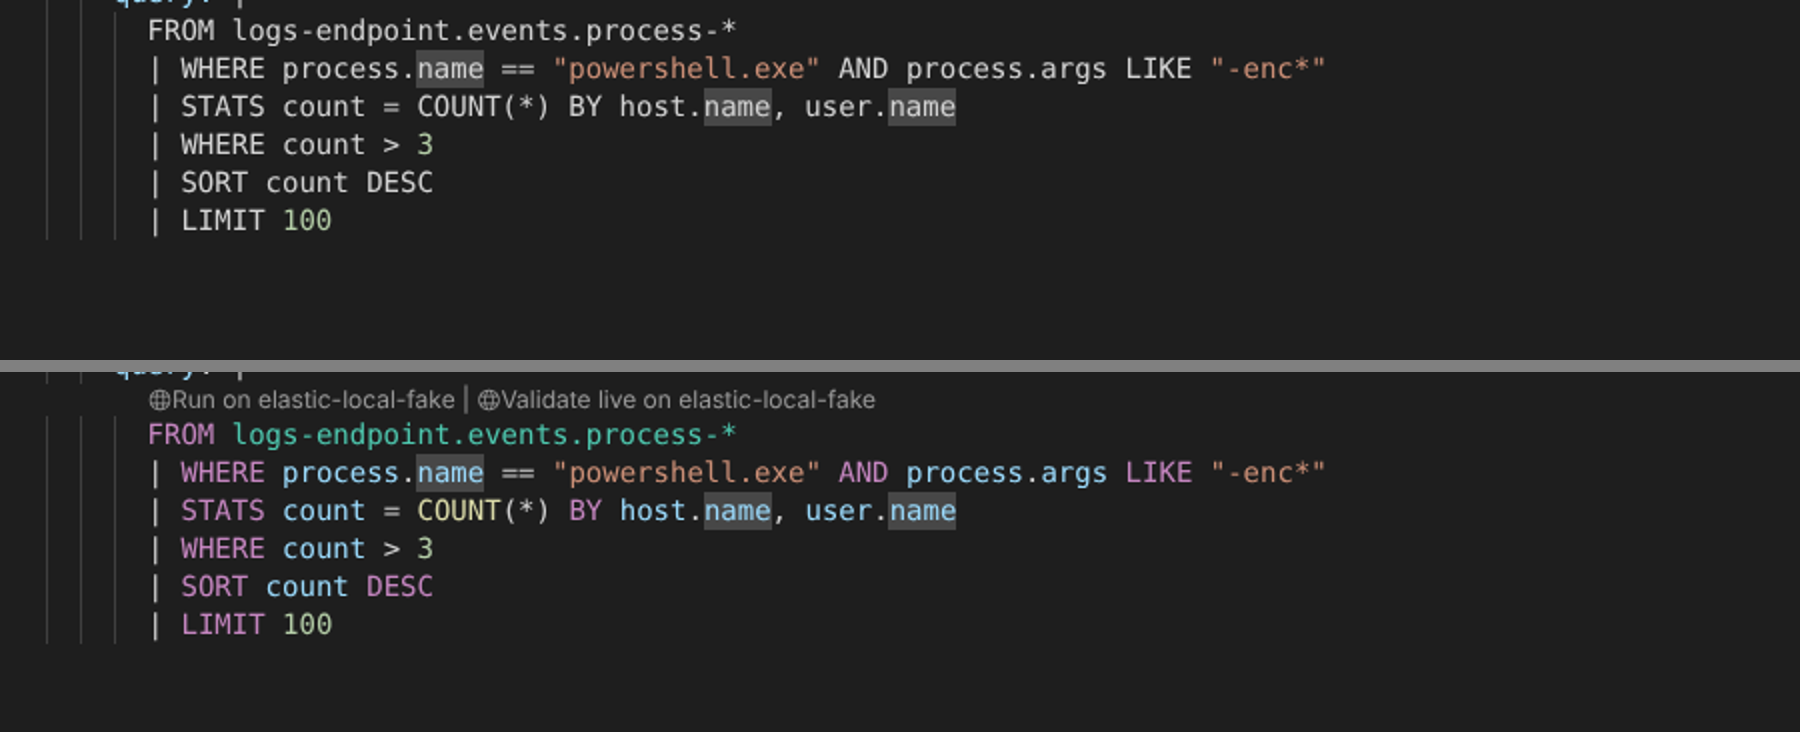 query: |
FROM logs-endpoint.events.process-*
| WHERE process.name == "powershell.exe" AND process.args LIKE "-enc*"
| STATS count = COUNT(*) BY host.name, user.name
| WHERE count > 3
| SORT count DESC
| LIMIT 100
query: |
Run on elastic-local-fake | Validate live on elastic-local-fake
FROM logs-endpoint.events.process-*
| WHERE process.name == "powershell.exe" AND process.args LIKE "-enc*"
| STATS count = COUNT(*) BY host.name, user.name
| WHERE count > 3
| SORT count DESC
| LIMIT 100